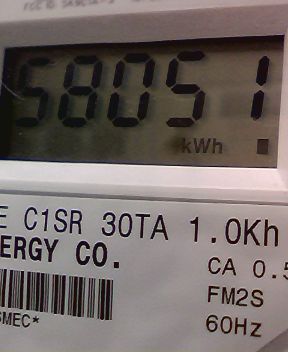 58051
kWh
E C1SR 30TA 1.0Kh
ERGY CO.
CA 0.5
FM2S
SMEC*
60Hz